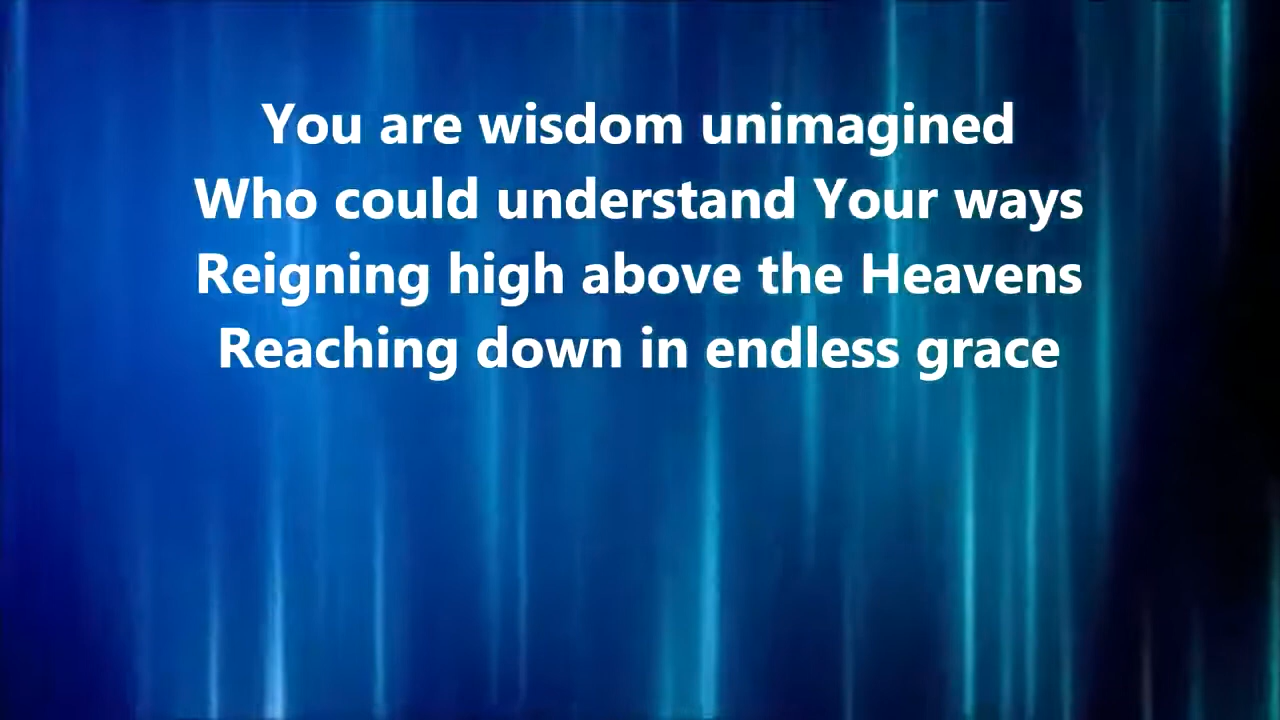 You are wisdom unimagined
Who could understand Your ways
Reigning high above the Heavens
Reaching down in endless grace